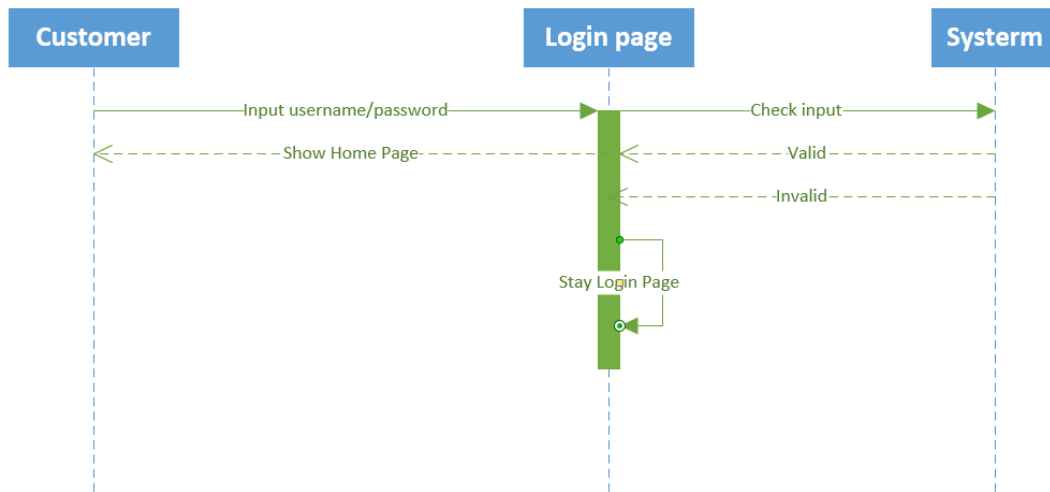 Customer
Login page
Systerm
Input username/password
Check input
Show Home Page
Valid
Invalid
Stay Login Page